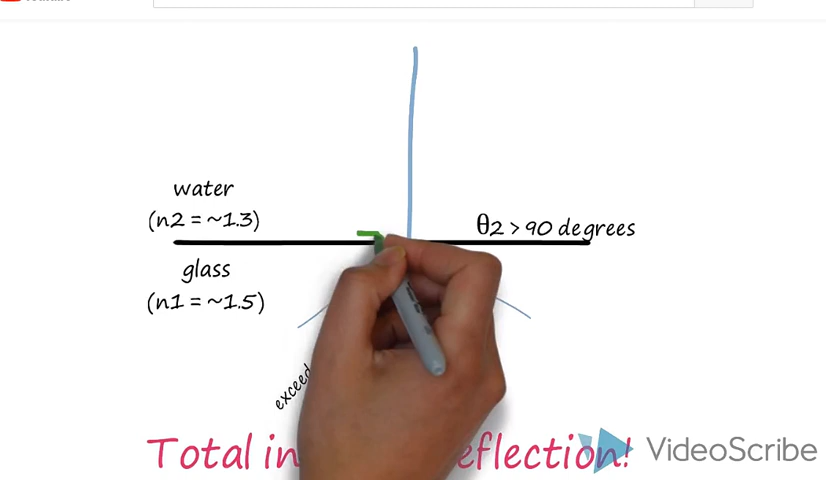 water
(n2 = ~1.3)
θ2 > 90 degrees
glass
(n1 = ~1.5)
exceed
Total in eflection!
VideoScribe